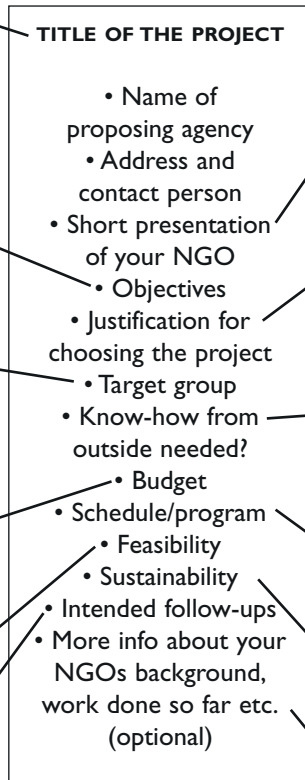 TITLE OF THE PROJECT
• Name of
proposing agency
• Address and
contact person
• Short presentation
of your NGO
• Objectives
• Justification for
choosing the project
• Target group
• Know-how from
outside needed?
• Budget
• Schedule/program
• Feasibility
• Sustainability
• Intended follow-ups
• More info about your
NGOs background,
work done so far etc.
(optional)